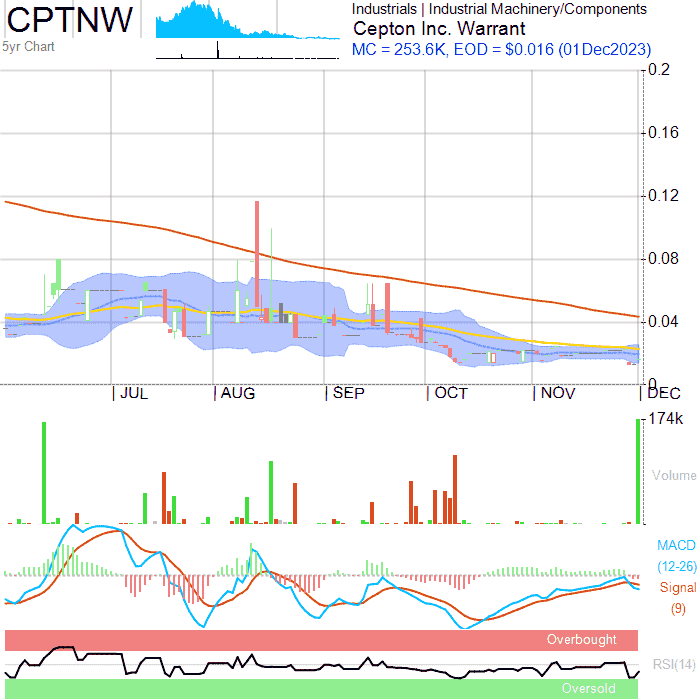 CPTNW
5yr Chart
Industrials | Industrial Machinery/Components
Cepton Inc. Warrant
MC = 253.6K, EOD = $0.016 (01Dec2023)
0.2
0.16
0.12
0.08
0.04
0
JUL AUG SEP OCT NOV DEC
174k
Volume
MACD
(12-26)
Signal
(9)
Overbought
RSI(14)
Oversold